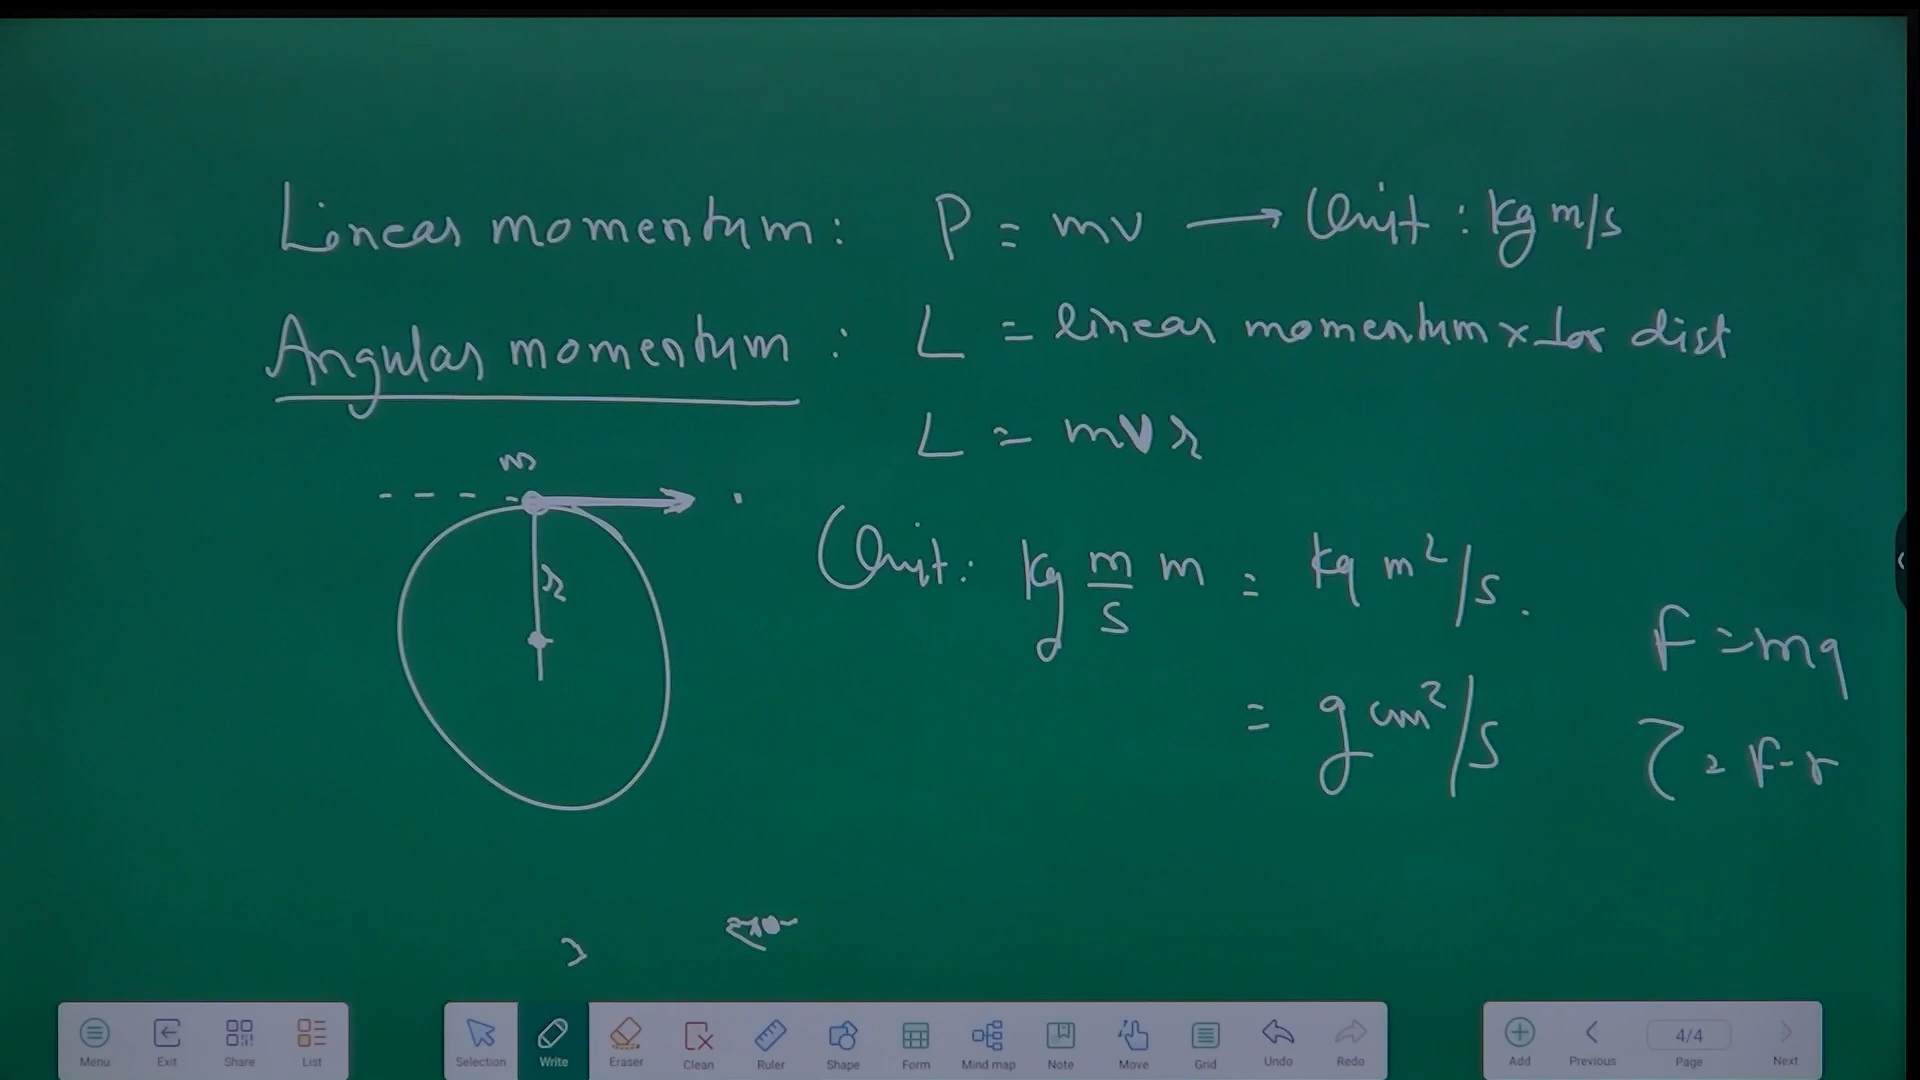 Linear momentum: P = mv → Unit: kg m/s
Angular momentum: L = linear momentum × ⊥or dist
L = mvr
m
r
Unit: kg m/s m = kg m²/s.
= g cm²/s
F = ma
τ = F-r
Menu Exit Share List Selection Write Eraser Clean Ruler Shape Form Mind map Note Move Grid Undo Redo Add Previous 4/4 Page Next